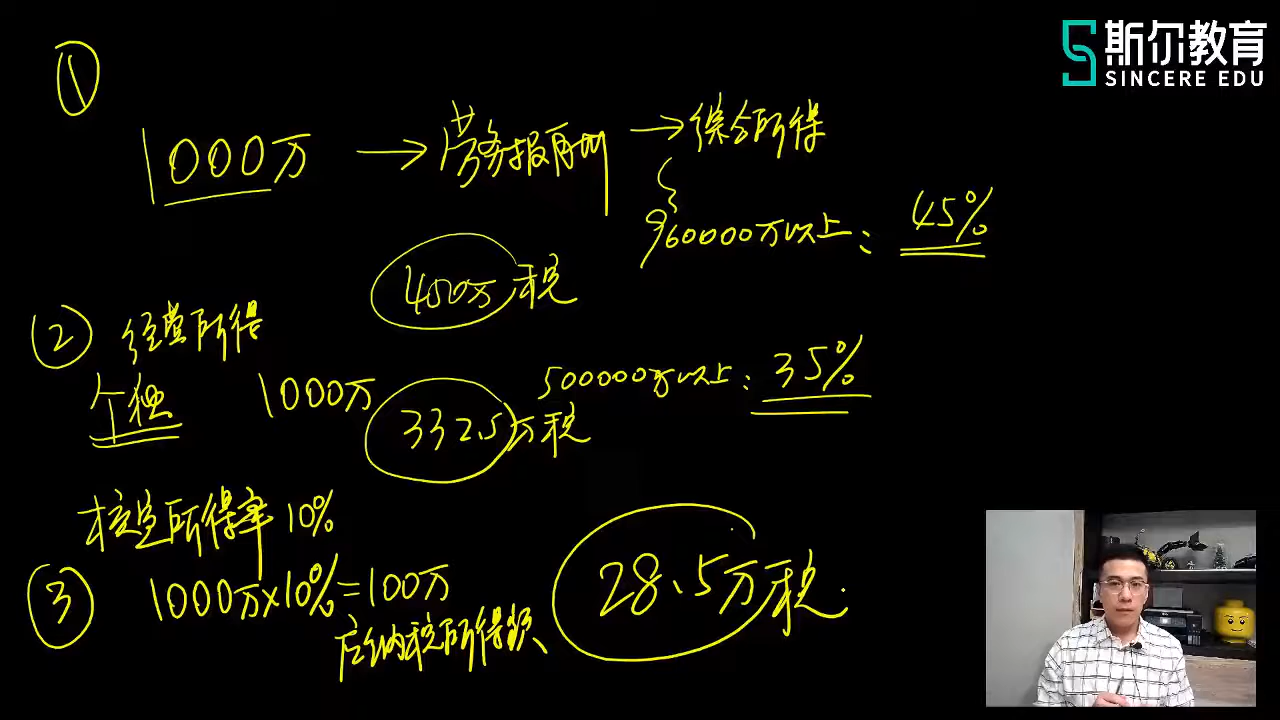 斯尔教育
SINCERE EDU
①
1000万 → 劳务报酬 → 综合所得
960000万以上: 45%
450万税
② 经营所得
个独 1000万 500000万以上: 35%
332.5万税
核定所得率 10%
③ 1000万×10%=100万
应纳税所得额
28.5万税.